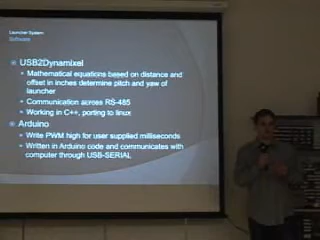 Launcher System
Software
USB2Dynamixel
Mathematical equations based on distance and
offset in inches determine pitch and yaw of
launcher
Communication across RS-485
Working in C++, porting to linux
Arduino
Write PWM high for user supplied milliseconds
Written in Arduino code and communicates with
computer through USB-SERIAL